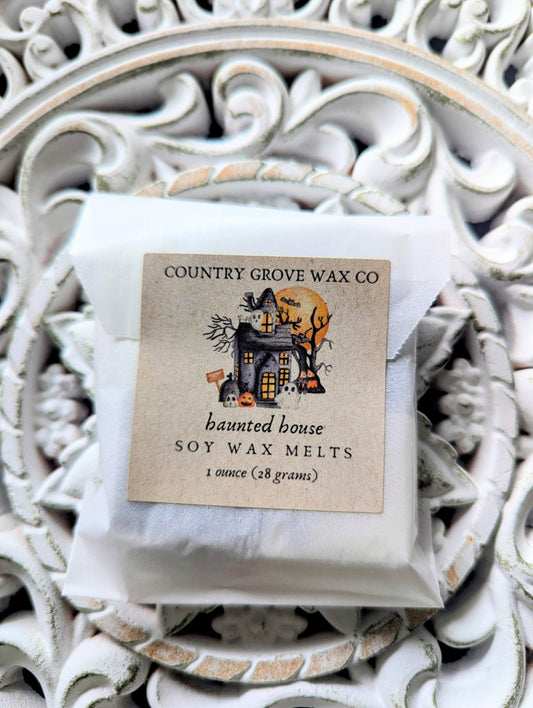 COUNTRY GROVE WAX CO
haunted house
SOY WAX MELTS
1 ounce (28 grams)